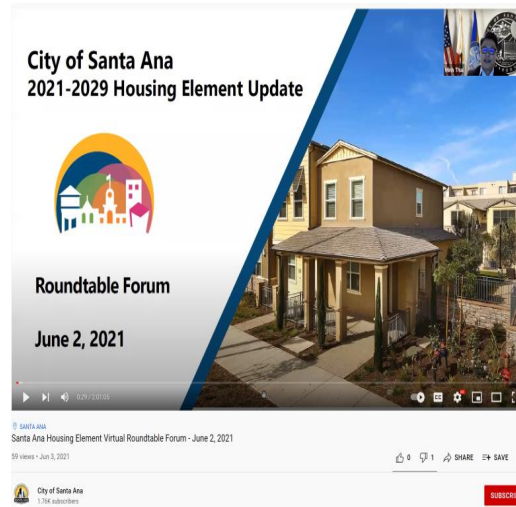 City of Santa Ana
2021-2029 Housing Element Update
Roundtable Forum
June 2, 2021
0:29 / 2:01:06
CC
SANTA ANA
Santa Ana Housing Element Virtual Roundtable Forum - June 2, 2021
59 views • Jun 3, 2021
0
1
SHARE
SAVE
City of Santa Ana
1.76K subscribers
SUBSCRI